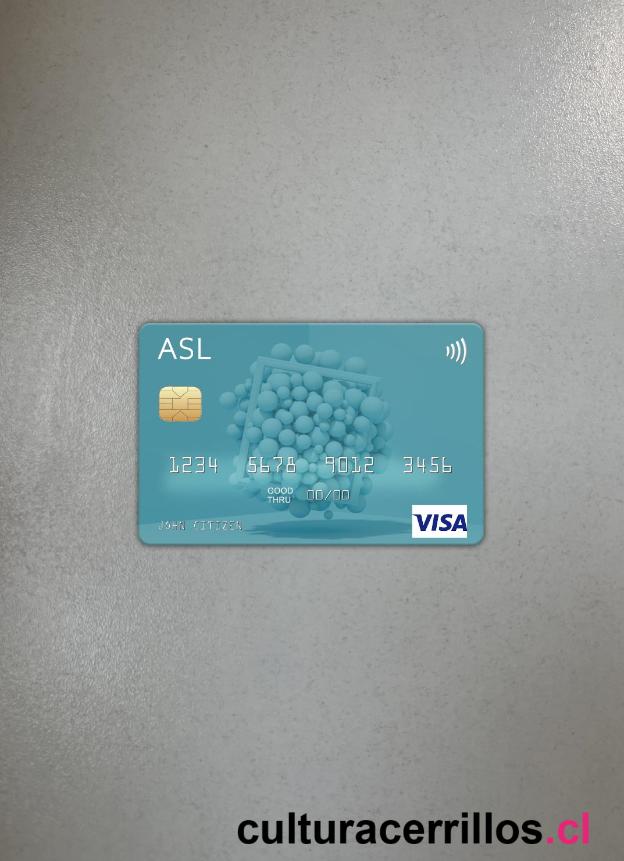 ASL
1234 5678 9012 3456
GOOD
THRU 00/00
JOHN CITIZEN
VISA
culturacerrillos.cl